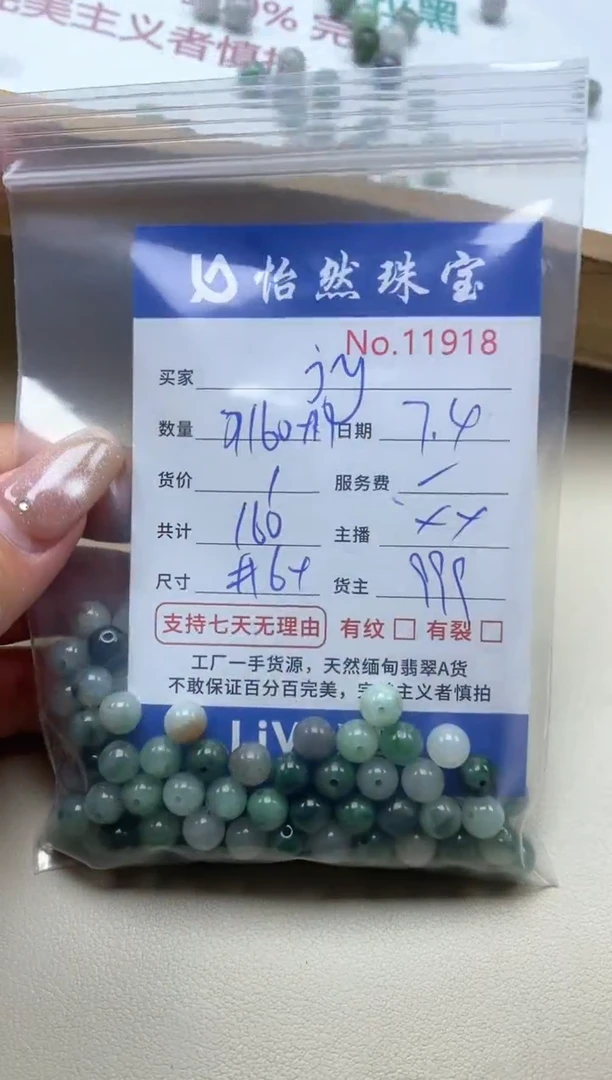 完美主义者慎拍
怡然珠宝
No.11918
买家 jy
数量 日期 7.4
货价 1 服务费
共计 160 主播 ++
尺寸 #6+ 货主 PPP
支持七天无理由 有纹 □ 有裂 □
工厂一手货源，天然缅甸翡翠A货
不敢保证百分百完美，完美主义者慎拍
LiV